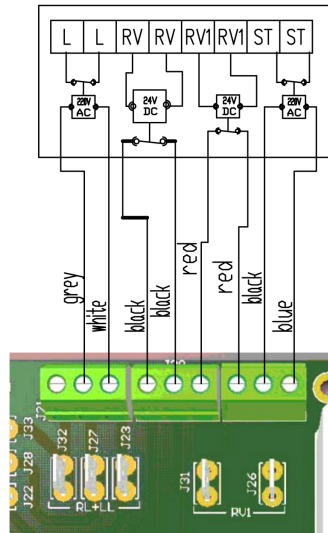 L L RV RV RV1 RV1 ST ST
220V AC
24V DC
24V DC
220V AC
grey
white
black
black
red
red
black
blue
J21
J33
J32
J27
J23
J28
J22
RL+LL
J31
J26
RV1